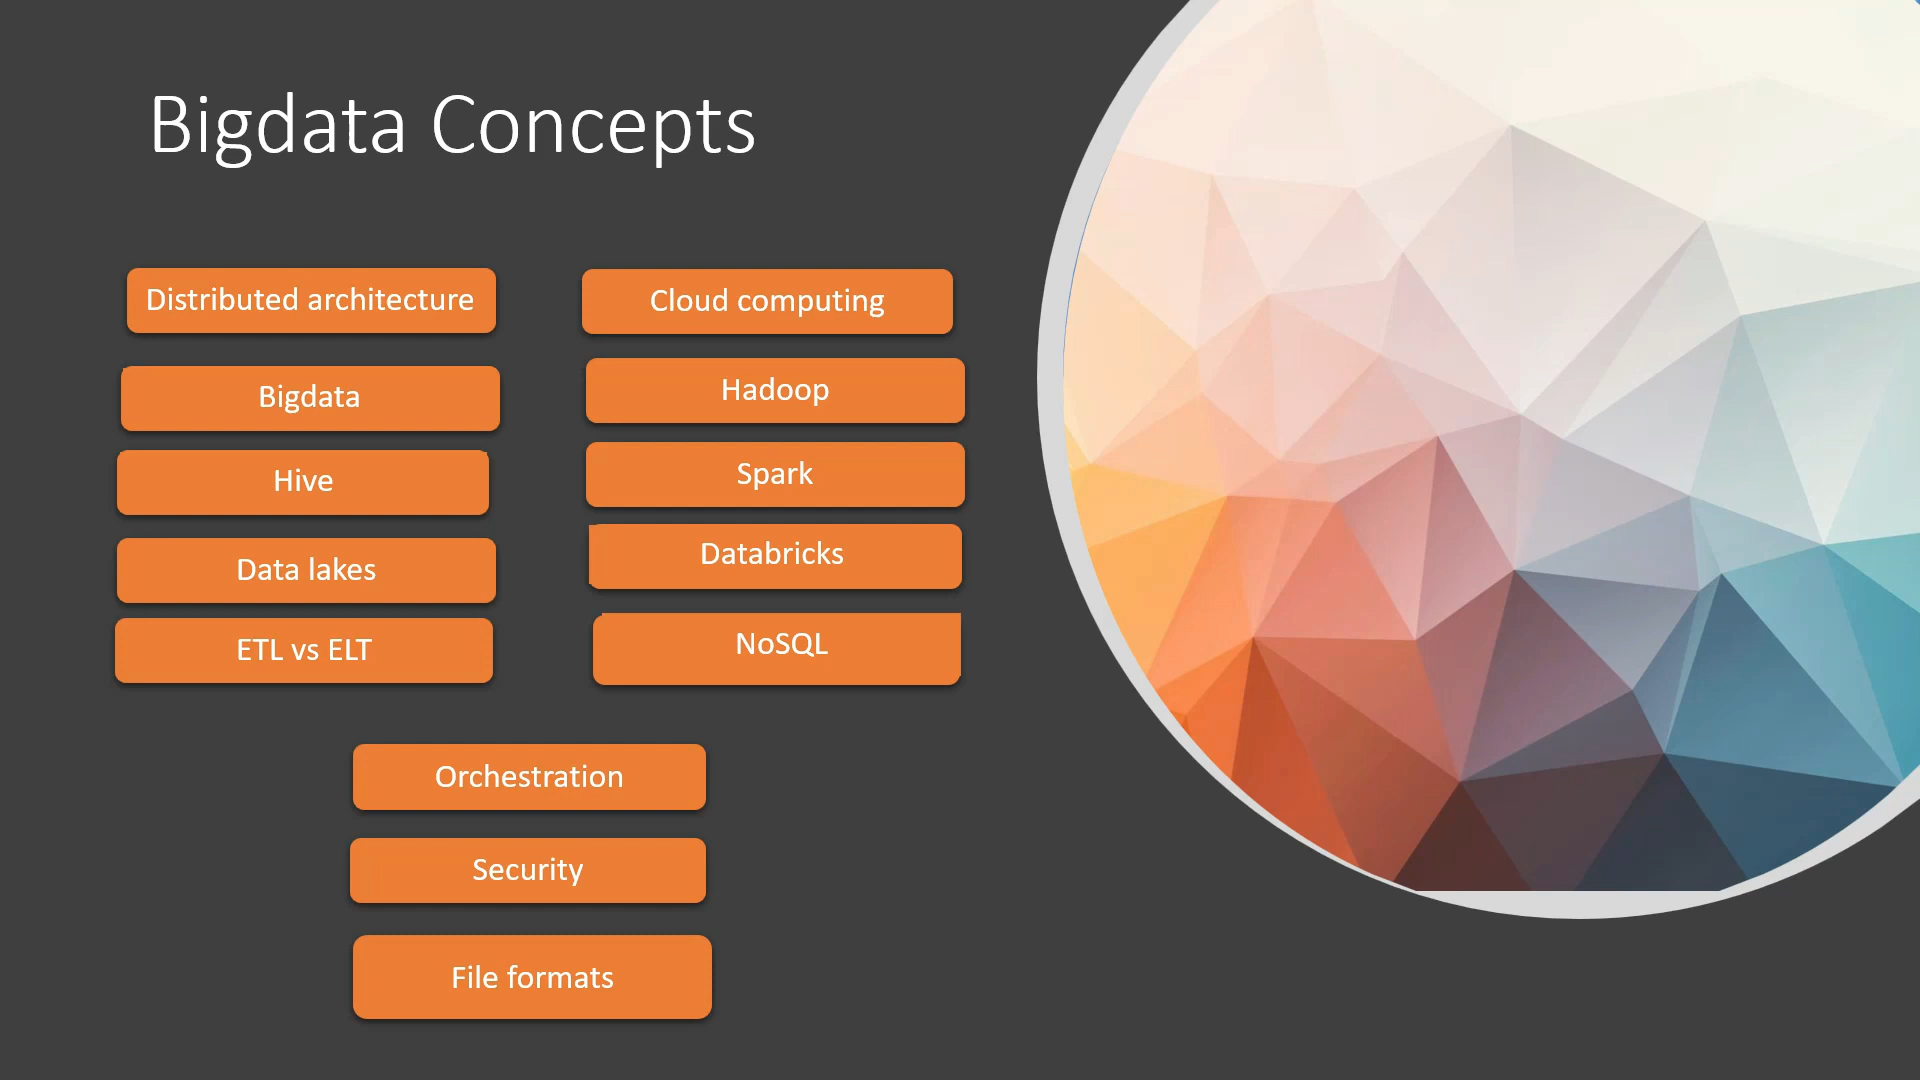 Bigdata Concepts
Distributed architecture
Cloud computing
Bigdata
Hadoop
Hive
Spark
Data lakes
Databricks
ETL vs ELT
NoSQL
Orchestration
Security
File formats